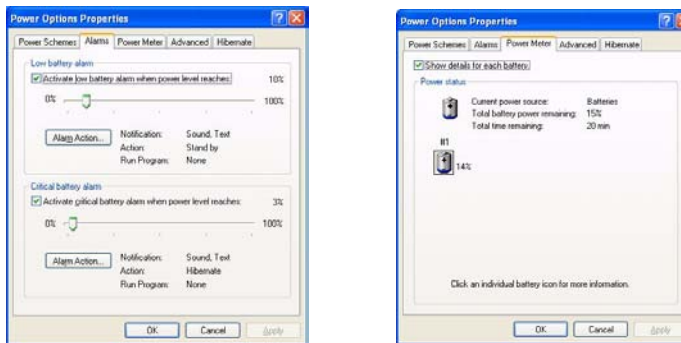 Power Options Properties
Power Schemes Alarms Power Meter Advanced Hibernate
Low battery alarm
Activate low battery alarm when power level reaches: 10%
0% 100%
Alarm Action... Notification: Sound, Text
Action: Stand by
Run Program: None
Critical battery alarm
Activate critical battery alarm when power level reaches: 3%
0% 100%
Alarm Action... Notification: Sound, Text
Action: Hibernate
Run Program: None
OK Cancel Apply
Power Options Properties
Power Schemes Alarms Power Meter Advanced Hibernate
Show details for each battery.
Power status
Current power source: Batteries
Total battery power remaining: 15%
Total time remaining: 20 min
#1
14%
Click an individual battery icon for more information.
OK Cancel Apply